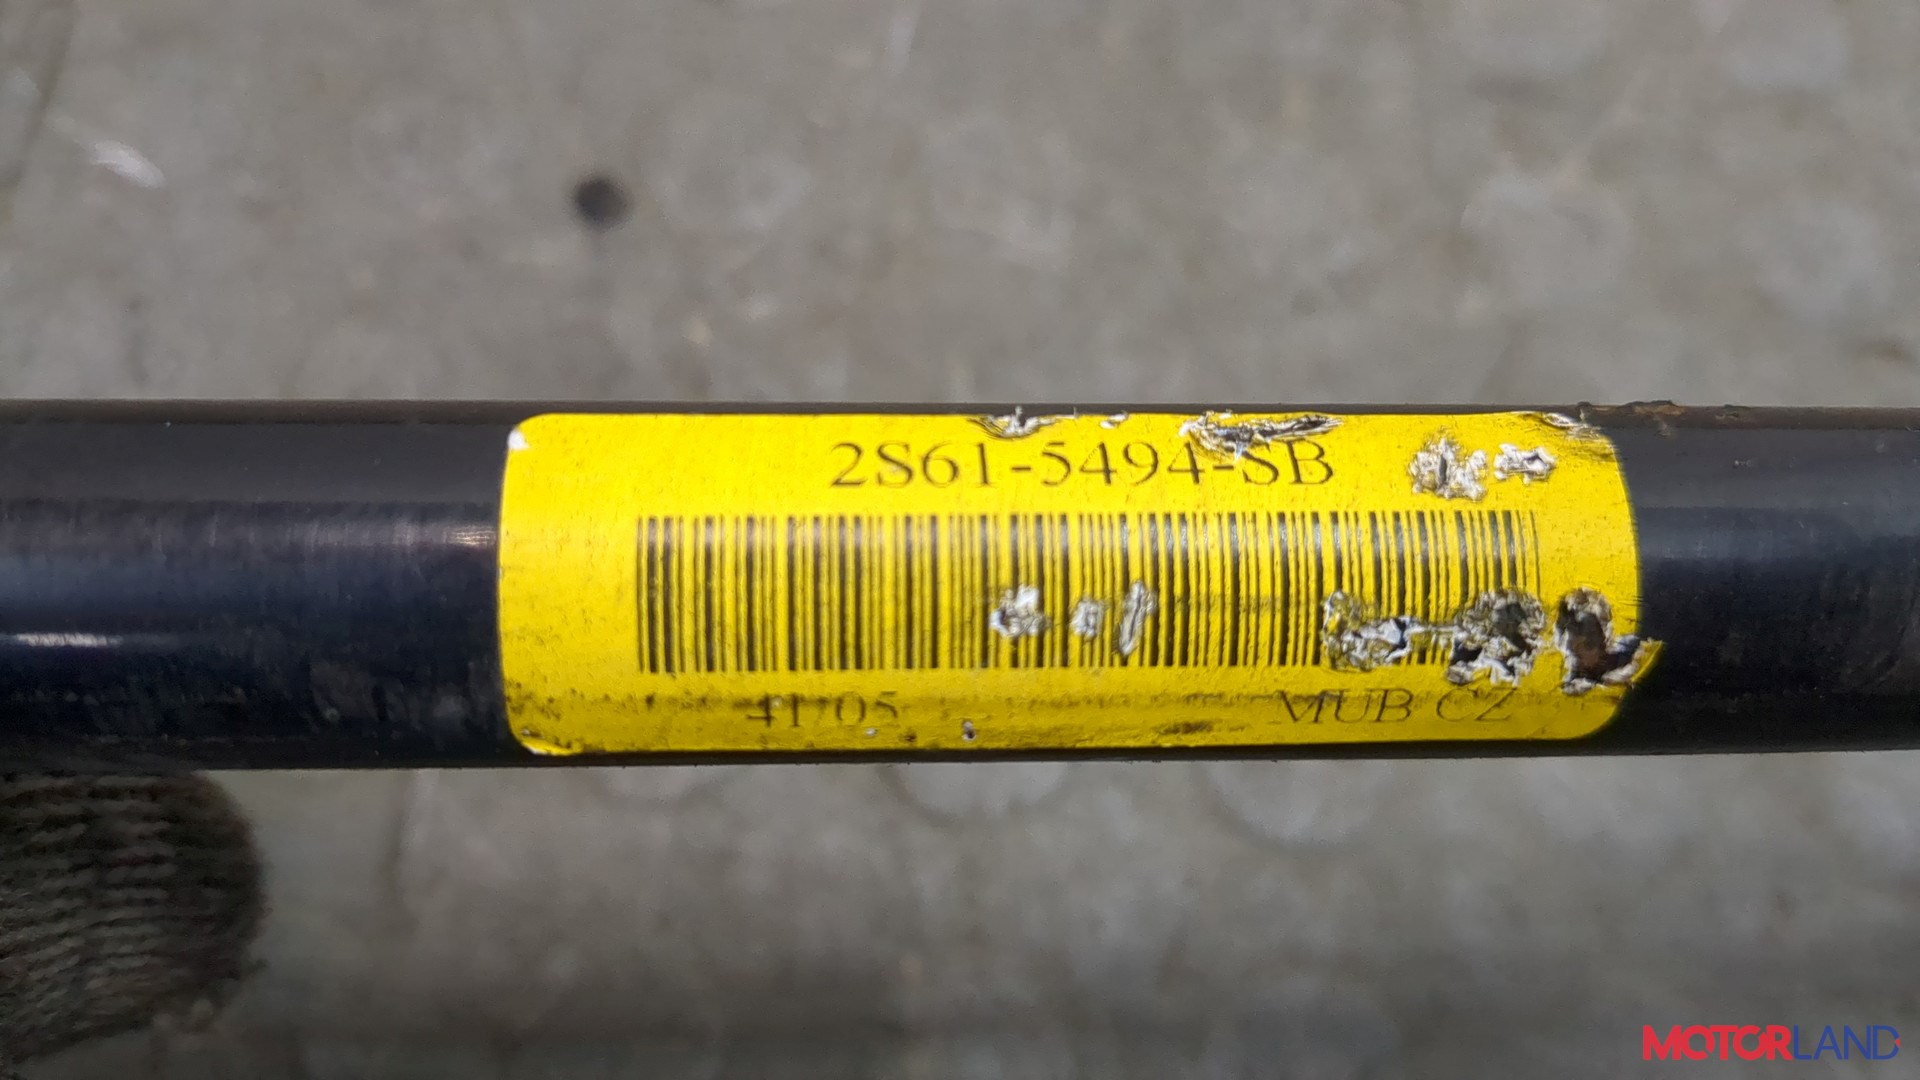 2S61-5494-SB
41/05 MUB CZ
MOTORLAND